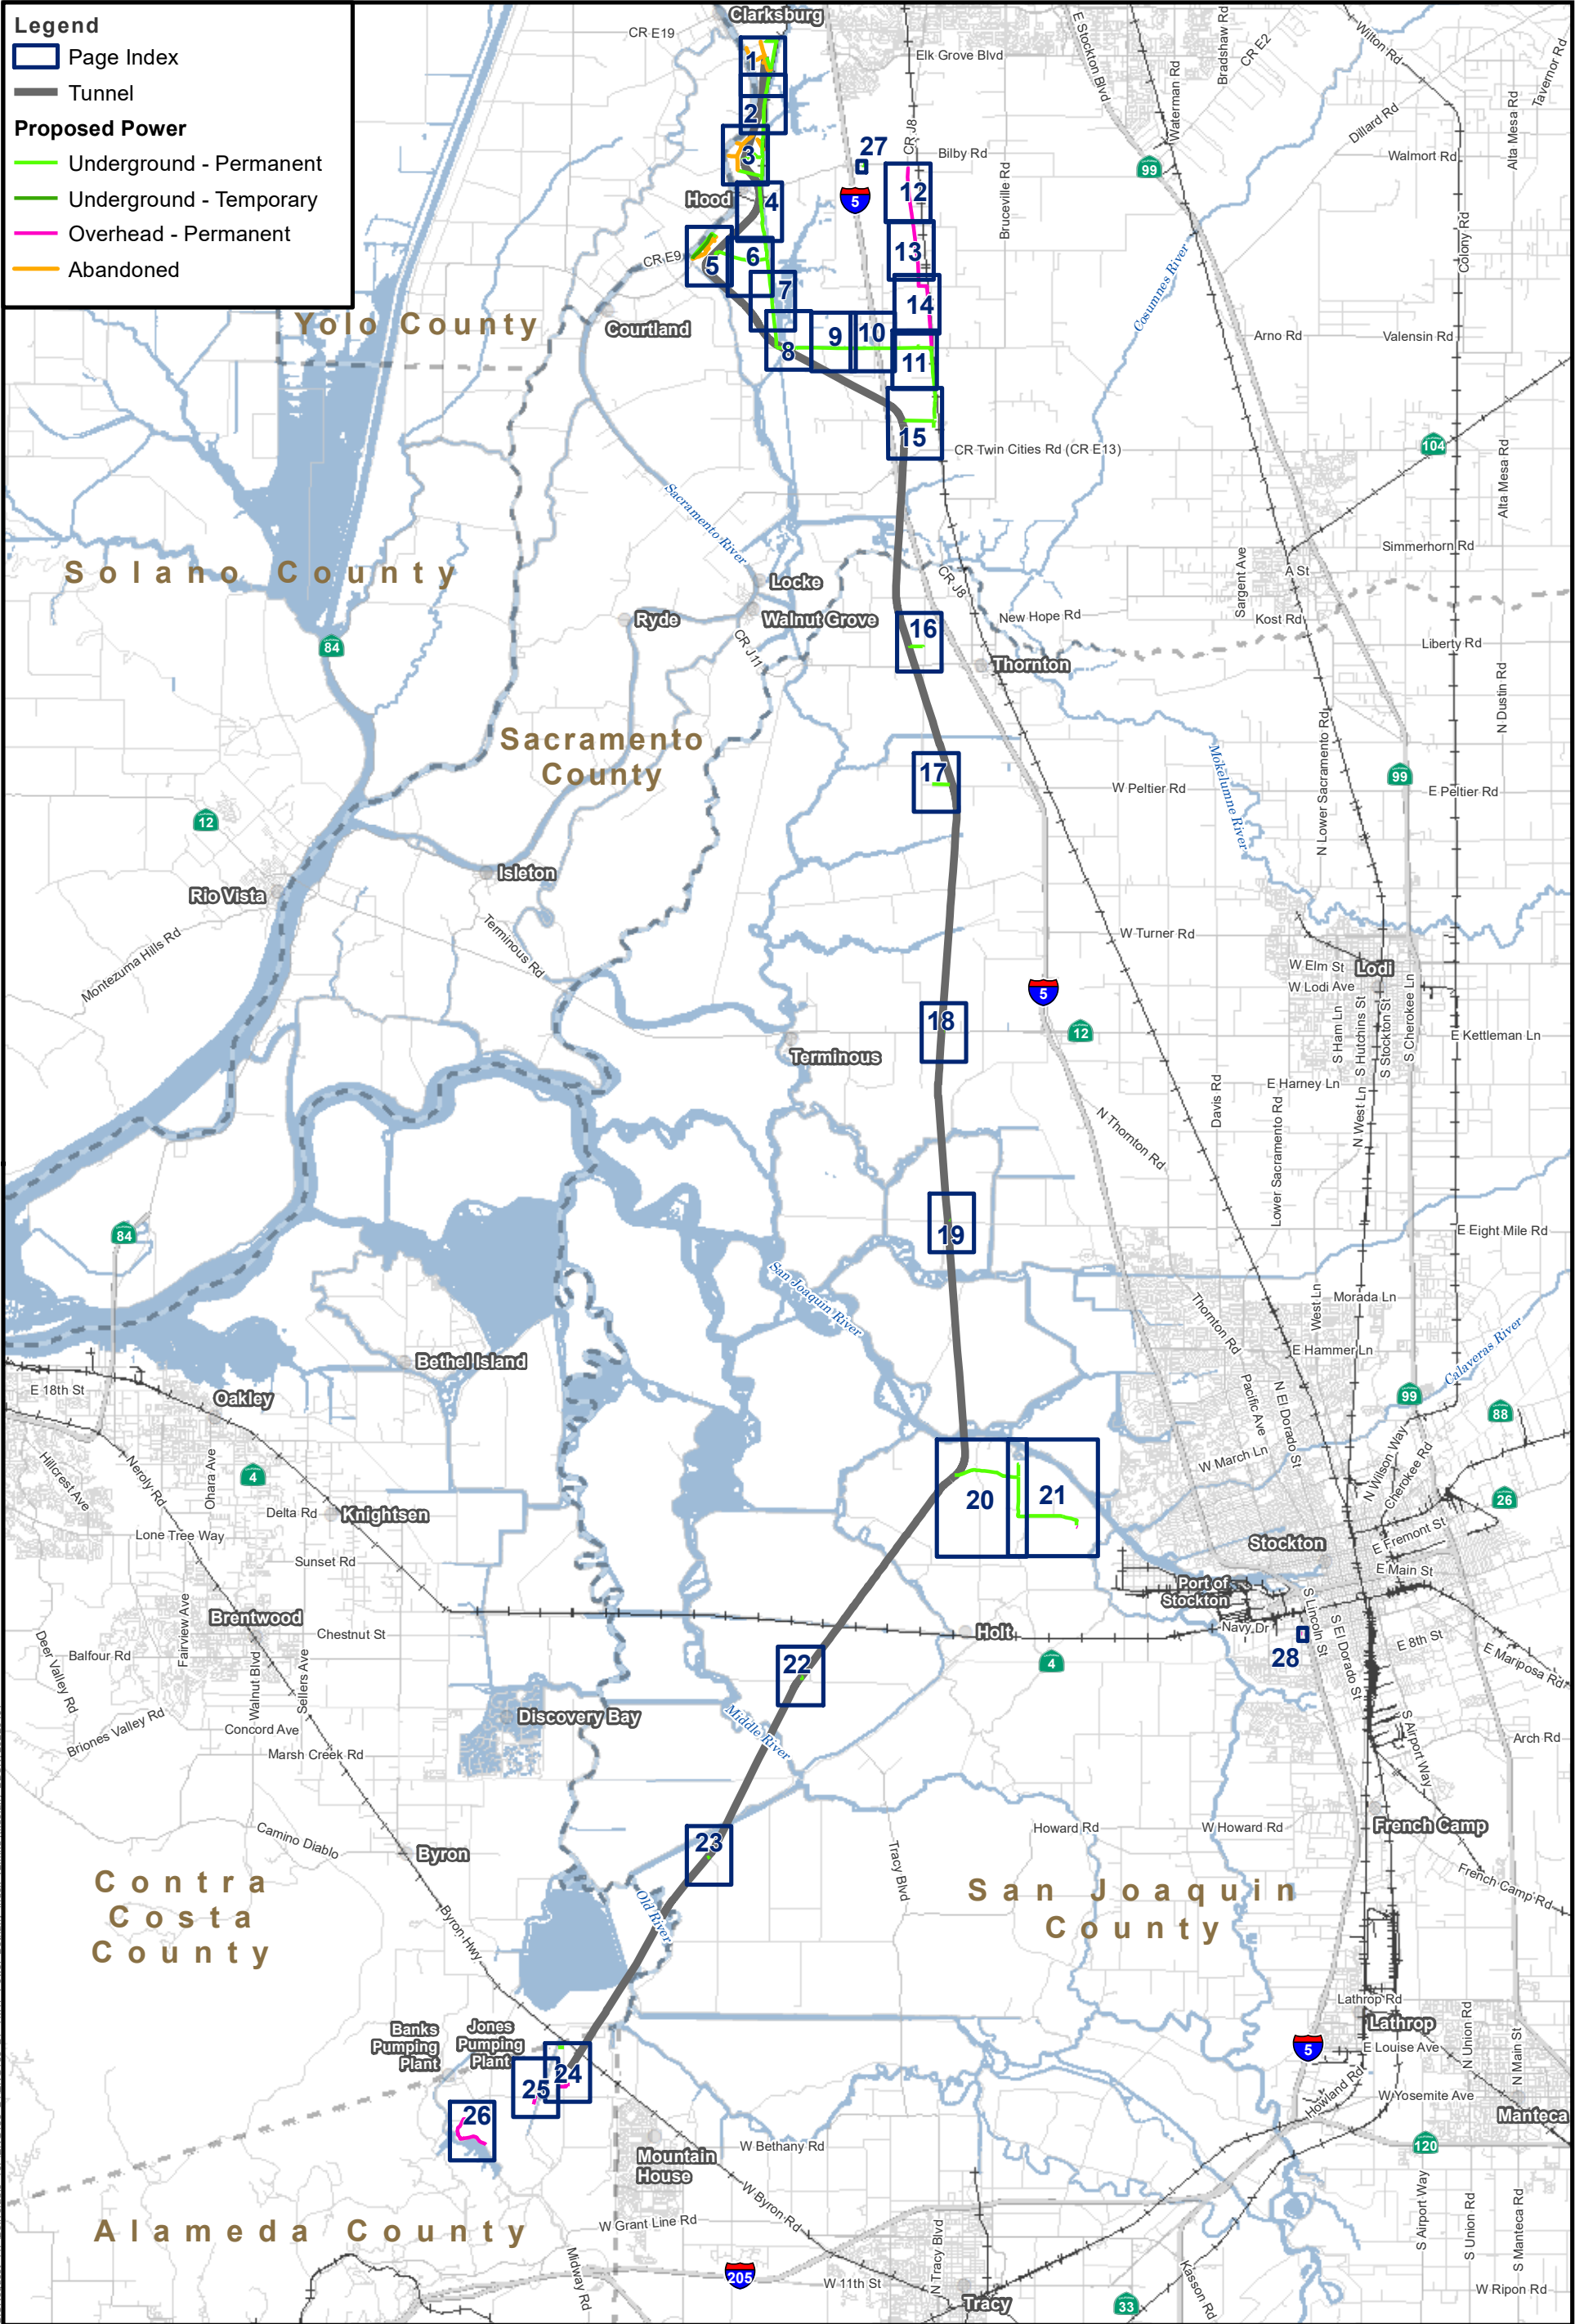 Legend
Page Index
Tunnel
Proposed Power
Underground - Permanent
Underground - Temporary
Overhead - Permanent
Abandoned
Clarksburg
CR E19
Elk Grove Blvd
E Stockton Blvd
Bradshaw Rd
CR E2
Wilton Rd
Tavernor Rd
Waterman Rd
Dillard Rd
Alta Mesa Rd
1
2
3
27
CR J8
Bilby Rd
99
Walmort Rd
Hood
4
5
12
Bruceville Rd
Colony Rd
CR E9
5
6
13
Cosumnes River
7
14
Yolo County
Courtland
8
9
10
11
Arno Rd
Valensin Rd
15
CR Twin Cities Rd (CR E13)
104
Alta Mesa Rd
Sacramento River
Solano County
Locke
CR J8
Sargent Ave
Simmerhorn Rd
A St
Ryde
Walnut Grove
16
New Hope Rd
Kost Rd
84
CR J11
Thornton
Liberty Rd
N Dustin Rd
Sacramento
County
17
Mokelumne River
N Lower Sacramento Rd
99
W Peltier Rd
E Peltier Rd
12
Isleton
Rio Vista
Terminous Rd
Montezuma Hills Rd
W Turner Rd
W Elm St
Lodi
W Lodi Ave
5
18
12
Terminous
S Ham Ln
S Hutchins St
S Stockton St
S Cherokee Ln
E Kettleman Ln
E Harney Ln
Davis Rd
Lower Sacramento Rd
N West Ln
N Thornton Rd
84
19
E Eight Mile Rd
San Joaquin River
Thornton Rd
West Ln
Morada Ln
E Hammer Ln
Calaveras River
Bethel Island
E 18th St
Oakley
99
88
Pacific Ave
N El Dorado St
Hillcrest Ave
Neroly Rd
Ohara Ave
4
W March Ln
N Wilson Way
Cherokee Rd
20
21
26
Delta Rd
Knightsen
Lone Tree Way
Sunset Rd
Stockton
E Fremont St
E Main St
Port of
Stockton
Fairview Ave
Brentwood
Chestnut St
Holt
Navy Dr
S Lincoln St
S El Dorado St
E 8th St
E Mariposa Rd
Deer Valley Rd
Balfour Rd
Walnut Blvd
Sellers Ave
22
4
28
Briones Valley Rd
Concord Ave
Discovery Bay
Middle River
S Airport Way
Marsh Creek Rd
Arch Rd
Camino Diablo
Byron
23
Howard Rd
W Howard Rd
French Camp
Tracy Blvd
French Camp Rd
Contra
Costa
County
San Joaquin
County
Old River
Byron Hwy
Lathrop Rd
Lathrop
Banks
Pumping
Plant
Jones
Pumping
Plant
5
E Louise Ave
N Union Rd
N Main St
24
25
Howland Rd
W Yosemite Ave
26
Manteca
Mountain
House
W Bethany Rd
120
W Byron Rd
Alameda County
W Grant Line Rd
Midway Rd
S Airport Way
S Union Rd
S Manteca Rd
205
W 11th St
N Tracy Blvd
Tracy
Kasson Rd
33
W Ripon Rd